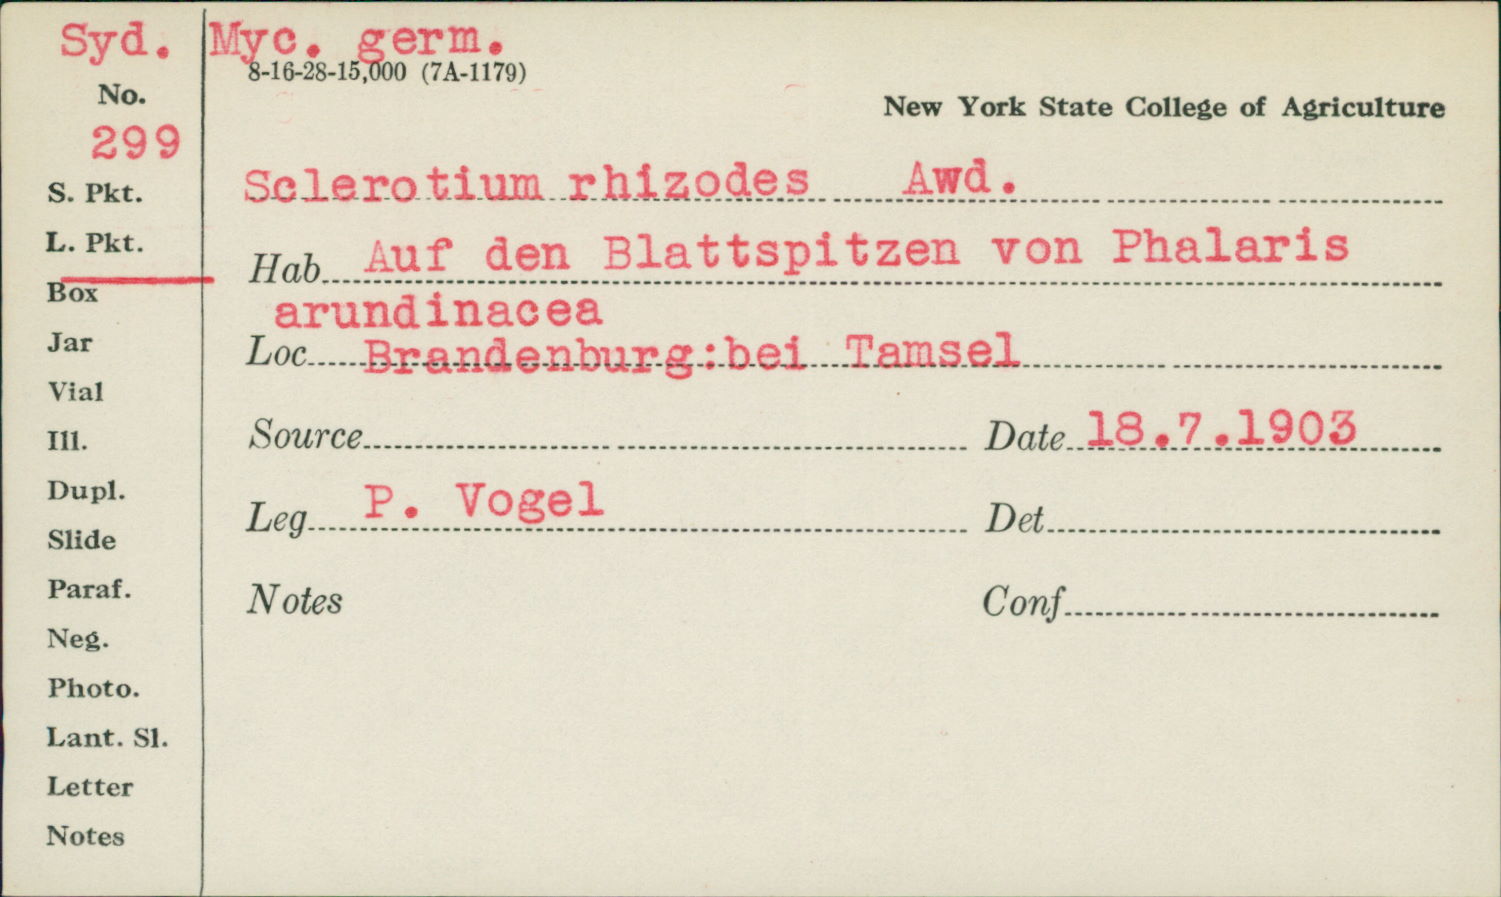 Syd. Myc. germ.
8-16-28-15,000 (7A-1179)
No.
299
New York State College of Agriculture
Sclerotium rhizodes Awd.
S. Pkt.
L. Pkt.
Hab. Auf den Blattspitzen von Phalaris
arundinacea
Box
Jar
Loc. Brandenburg:bei Tamsel
Vial
Ill.
Source
Date 18.7.1903
Dupl.
Leg. P. Vogel
Det.
Slide
Paraf.
Notes
Conf.
Neg.
Photo.
Lant. Sl.
Letter
Notes